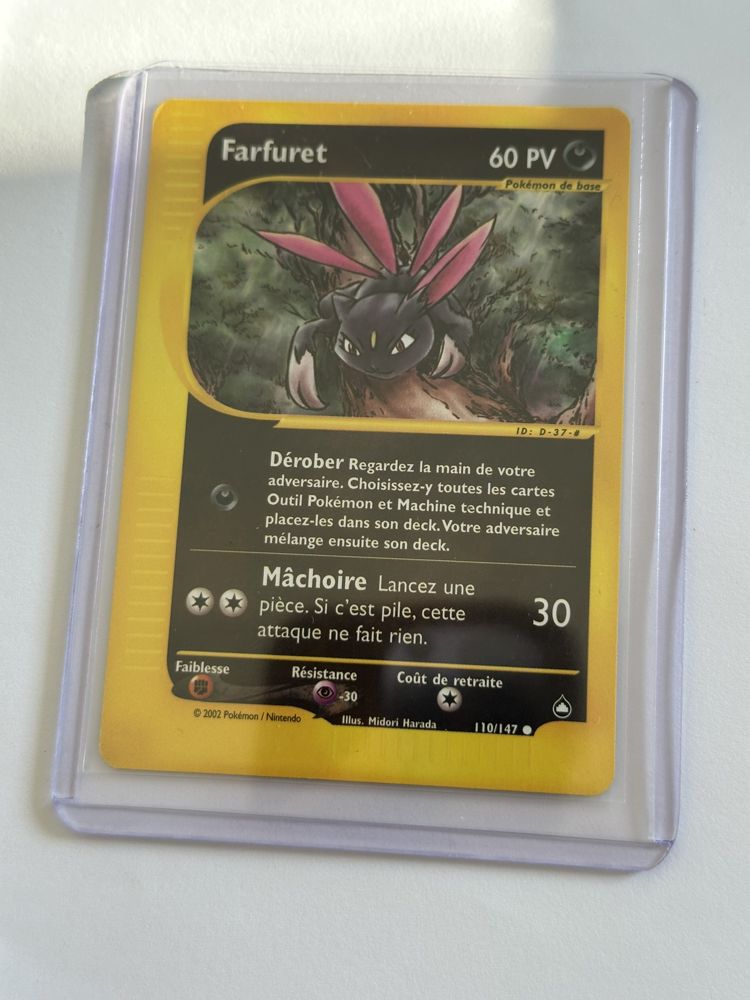 Farfuret 60 PV
Pokémon de base
ID: D-37-#
Dérober Regardez la main de votre
adversaire. Choisissez-y toutes les cartes
Outil Pokémon et Machine technique et
placez-les dans son deck. Votre adversaire
mélange ensuite son deck.
Mâchoire Lancez une
pièce. Si c'est pile, cette
attaque ne fait rien.
30
Faiblesse Résistance Coût de retraite
-30
© 2002 Pokémon / Nintendo Illus. Midori Harada 110/147